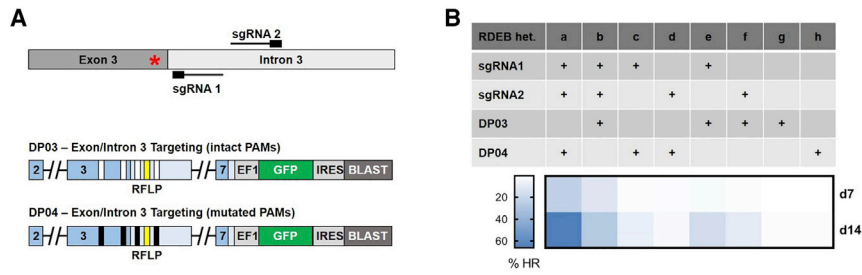 A
sgRNA 2
Exon 3
*
Intron 3
sgRNA 1
DP03 – Exon/Intron 3 Targeting (intact PAMs)
2 3 7 EF1 GFP IRES BLAST
RFLP
DP04 – Exon/Intron 3 Targeting (mutated PAMs)
2 3 7 EF1 GFP IRES BLAST
RFLP
B
RDEB het. a b c d e f g h
sgRNA1 + + + +
sgRNA2 + + + +
DP03 + + + +
DP04 + + + +
20
40
60
% HR
d7
d14